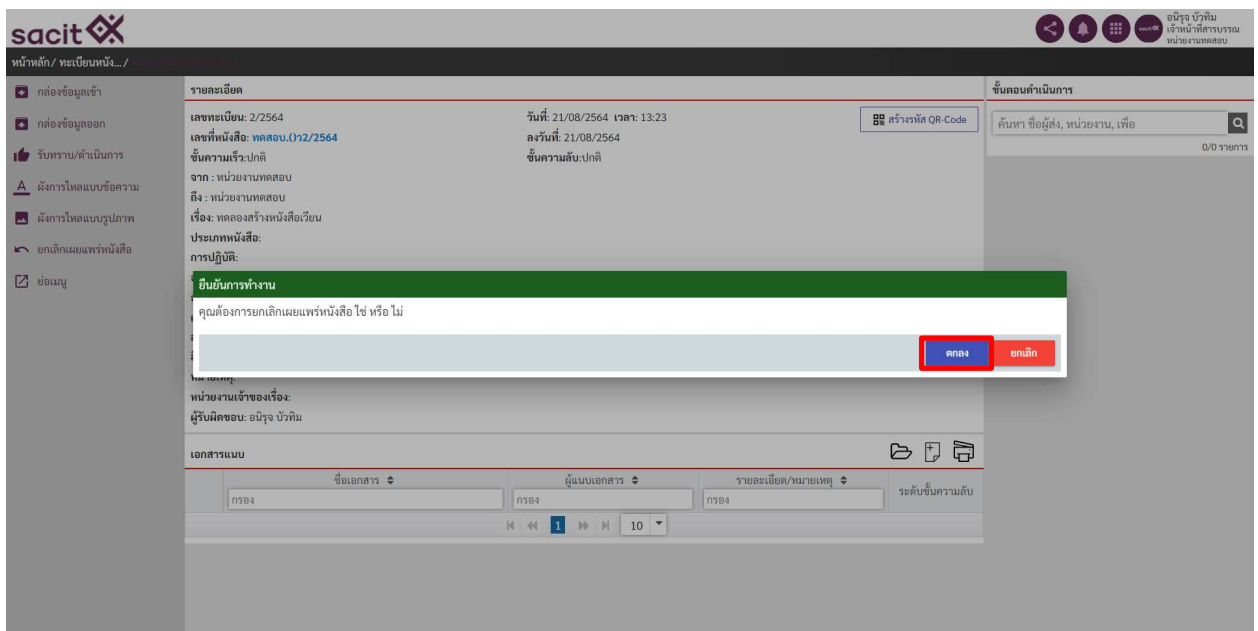 sacit
อนิรุจ บัวทิม
เจ้าหน้าที่สารบรรณ
หน่วยงานทดสอบ
หน้าหลัก/ ทะเบียนหนัง.../
กล่องข้อมูลเข้า
กล่องข้อมูลออก
รับทราบ/ดำเนินการ
ผังการไหลแบบข้อความ
ผังการไหลแบบรูปภาพ
ยกเลิกเผยแพร่หนังสือ
ย่อเมนู
รายละเอียด
เลขทะเบียน: 2/2564
วันที่: 21/08/2564 เวลา: 13:23
สร้างรหัส QR-Code
เลขที่หนังสือ: ทดสอบ.()ว2/2564
ลงวันที่: 21/08/2564
ชั้นความเร็ว:ปกติ
ชั้นความลับ:ปกติ
จาก : หน่วยงานทดสอบ
ถึง : หน่วยงานทดสอบ
เรื่อง: ทดลองสร้างหนังสือเวียน
ประเภทหนังสือ:
การปฏิบัติ:
ยืนยันการทำงาน
คุณต้องการยกเลิกเผยแพร่หนังสือ ใช่ หรือ ไม่
ตกลง
ยกเลิก
หมายเหตุ:
หน่วยงานเจ้าของเรื่อง:
ผู้รับผิดชอบ: อนิรุจ บัวทิม
เอกสารแนบ
ชื่อเอกสาร
ผู้แนบเอกสาร
รายละเอียด/หมายเหตุ
ระดับชั้นความลับ
กรอง
กรอง
กรอง
1
10
ขั้นตอนดำเนินการ
ค้นหา ชื่อผู้ส่ง, หน่วยงาน, เพื่อ
0/0 รายการ